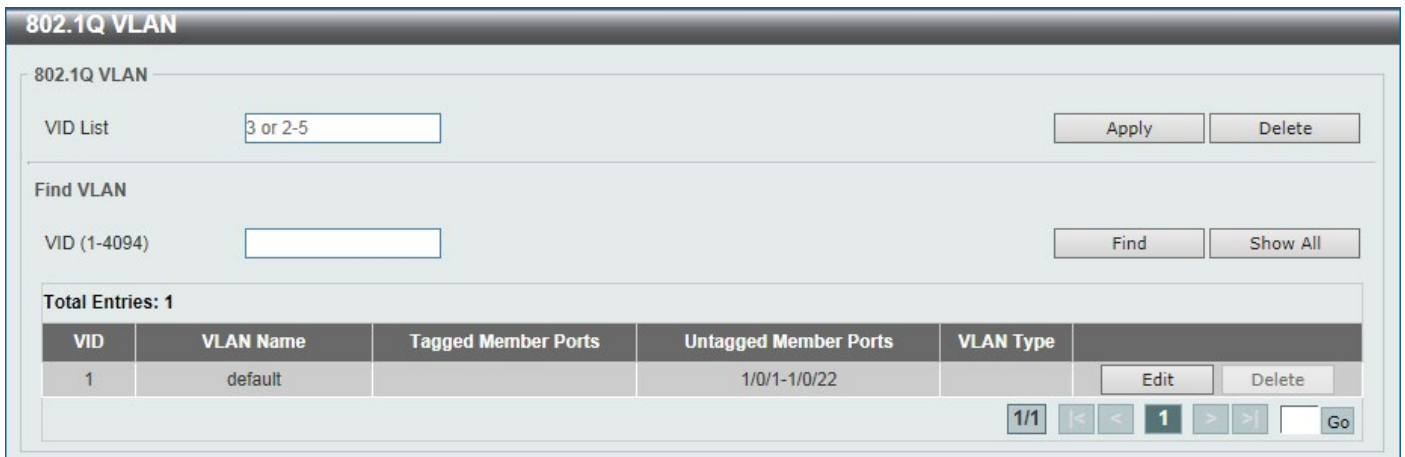 802.1Q VLAN
802.1Q VLAN
VID List 3 or 2-5 Apply Delete
Find VLAN
VID (1-4094) Find Show All
Total Entries: 1
VID VLAN Name Tagged Member Ports Untagged Member Ports VLAN Type
1 default 1/0/1-1/0/22 Edit Delete
1/1 |< < 1 > >| Go